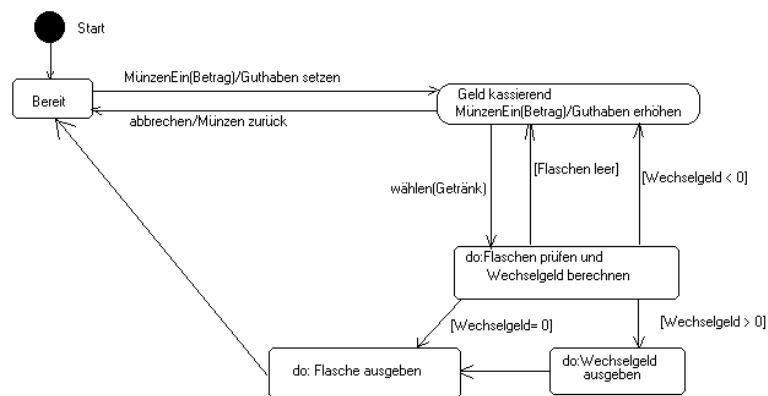 Start
MünzenEin(Betrag)/Guthaben setzen
Bereit
Geld kassierend
MünzenEin(Betrag)/Guthaben erhöhen
abbrechen/Münzen zurück
[Flaschen leer]
[Wechselgeld < 0]
wählen(Getränk)
do:Flaschen prüfen und
Wechselgeld berechnen
[Wechselgeld= 0]
[Wechselgeld > 0]
do: Flasche ausgeben
do:Wechselgeld
ausgeben